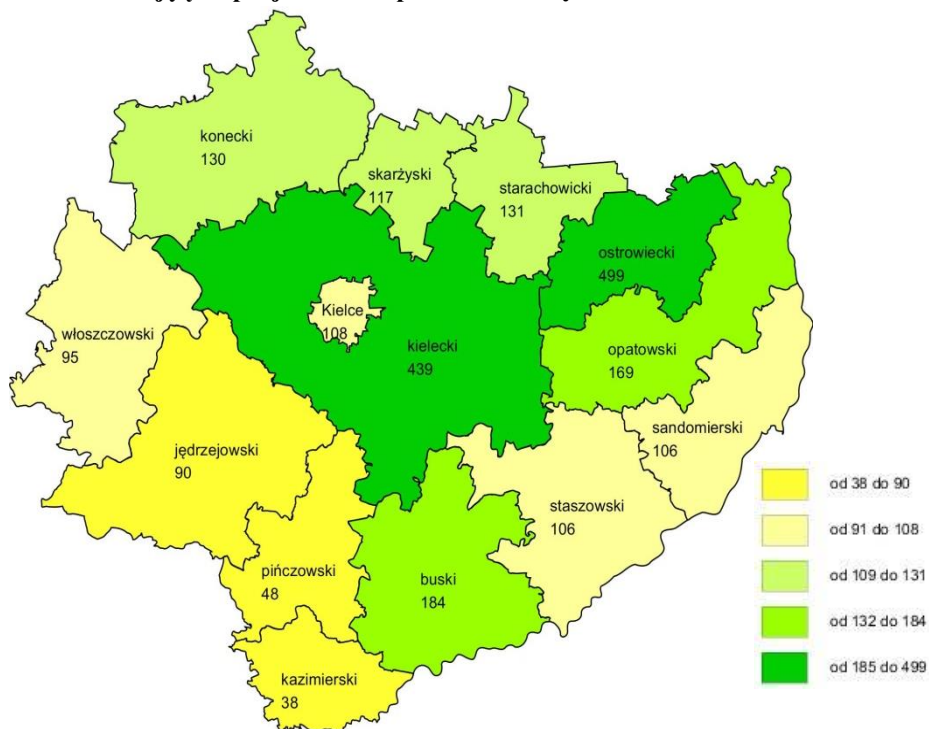 konecki
130
skarżyski
117
starachowicki
131
ostrowiecki
499
Kielce
108
włoszczowski
95
kielecki
439
opatowski
169
sandomierski
106
jędrzejowski
90
staszowski
106
pińczowski
48
buski
184
kazimierski
38
od 38 do 90
od 91 do 108
od 109 do 131
od 132 do 184
od 185 do 499